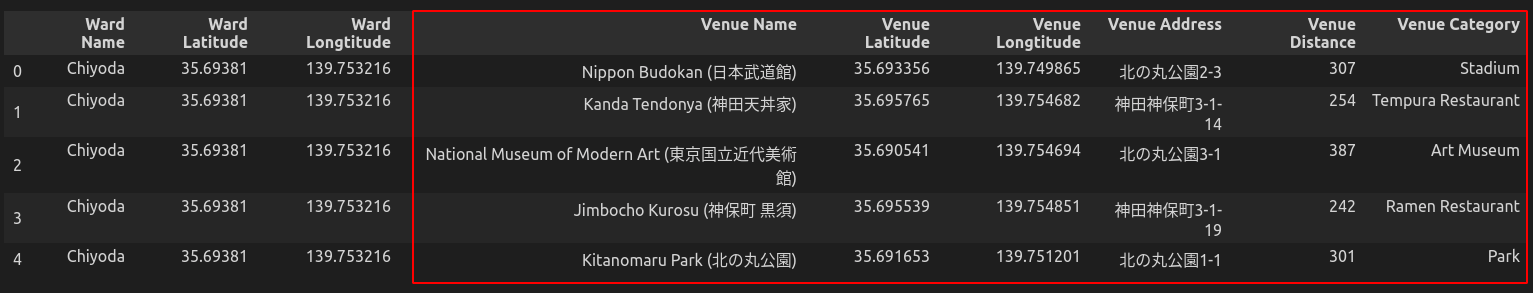 Ward Name Ward Latitude Ward Longtitude Venue Name Venue Latitude Venue Longtitude Venue Address Venue Distance Venue Category
0 Chiyoda 35.69381 139.753216 Nippon Budokan (日本武道館) 35.693356 139.749865 北の丸公園2-3 307 Stadium
1 Chiyoda 35.69381 139.753216 Kanda Tendonya (神田天丼家) 35.695765 139.754682 神田神保町3-1-14 254 Tempura Restaurant
2 Chiyoda 35.69381 139.753216 National Museum of Modern Art (東京国立近代美術館) 35.690541 139.754694 北の丸公園3-1 387 Art Museum
3 Chiyoda 35.69381 139.753216 Jimbocho Kurosu (神保町 黒須) 35.695539 139.754851 神田神保町3-1-19 242 Ramen Restaurant
4 Chiyoda 35.69381 139.753216 Kitanomaru Park (北の丸公園) 35.691653 139.751201 北の丸公園1-1 301 Park